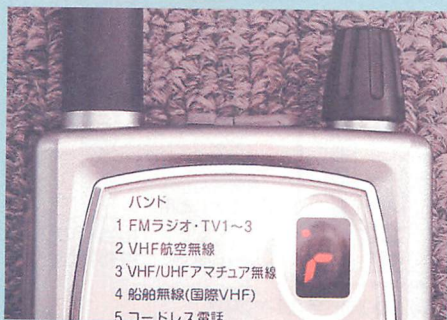 バンド
1 FMラジオ・TV1～3
2 VHF航空無線
3 VHF/UHFアマチュア無線
4 船舶無線(国際VHF)
5 コードレス電話